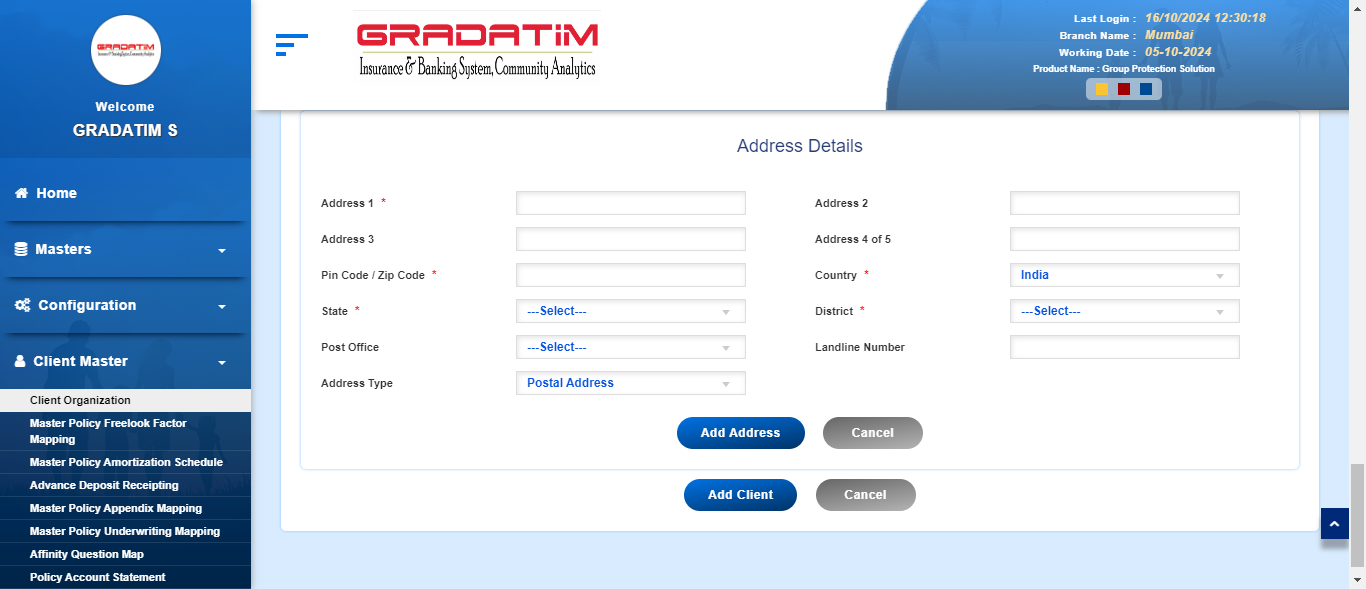 GRADATIM
Insurance & Banking System, Community Analytics
Welcome
GRADATIM S
Home
Masters
Configuration
Client Master
Client Organization
Master Policy Freelook Factor
Mapping
Master Policy Amortization Schedule
Advance Deposit Receipting
Master Policy Appendix Mapping
Master Policy Underwriting Mapping
Affinity Question Map
Policy Account Statement
GRADATIM
Insurance & Banking System, Community Analytics
Last Login : 16/10/2024 12:30:18
Branch Name : Mumbai
Working Date : 05-10-2024
Product Name : Group Protection Solution
Address Details
Address 1 *
Address 2
Address 3
Address 4 of 5
Pin Code / Zip Code *
Country * India
State * ---Select---
District * ---Select---
Post Office ---Select---
Landline Number
Address Type Postal Address
Add Address Cancel
Add Client Cancel